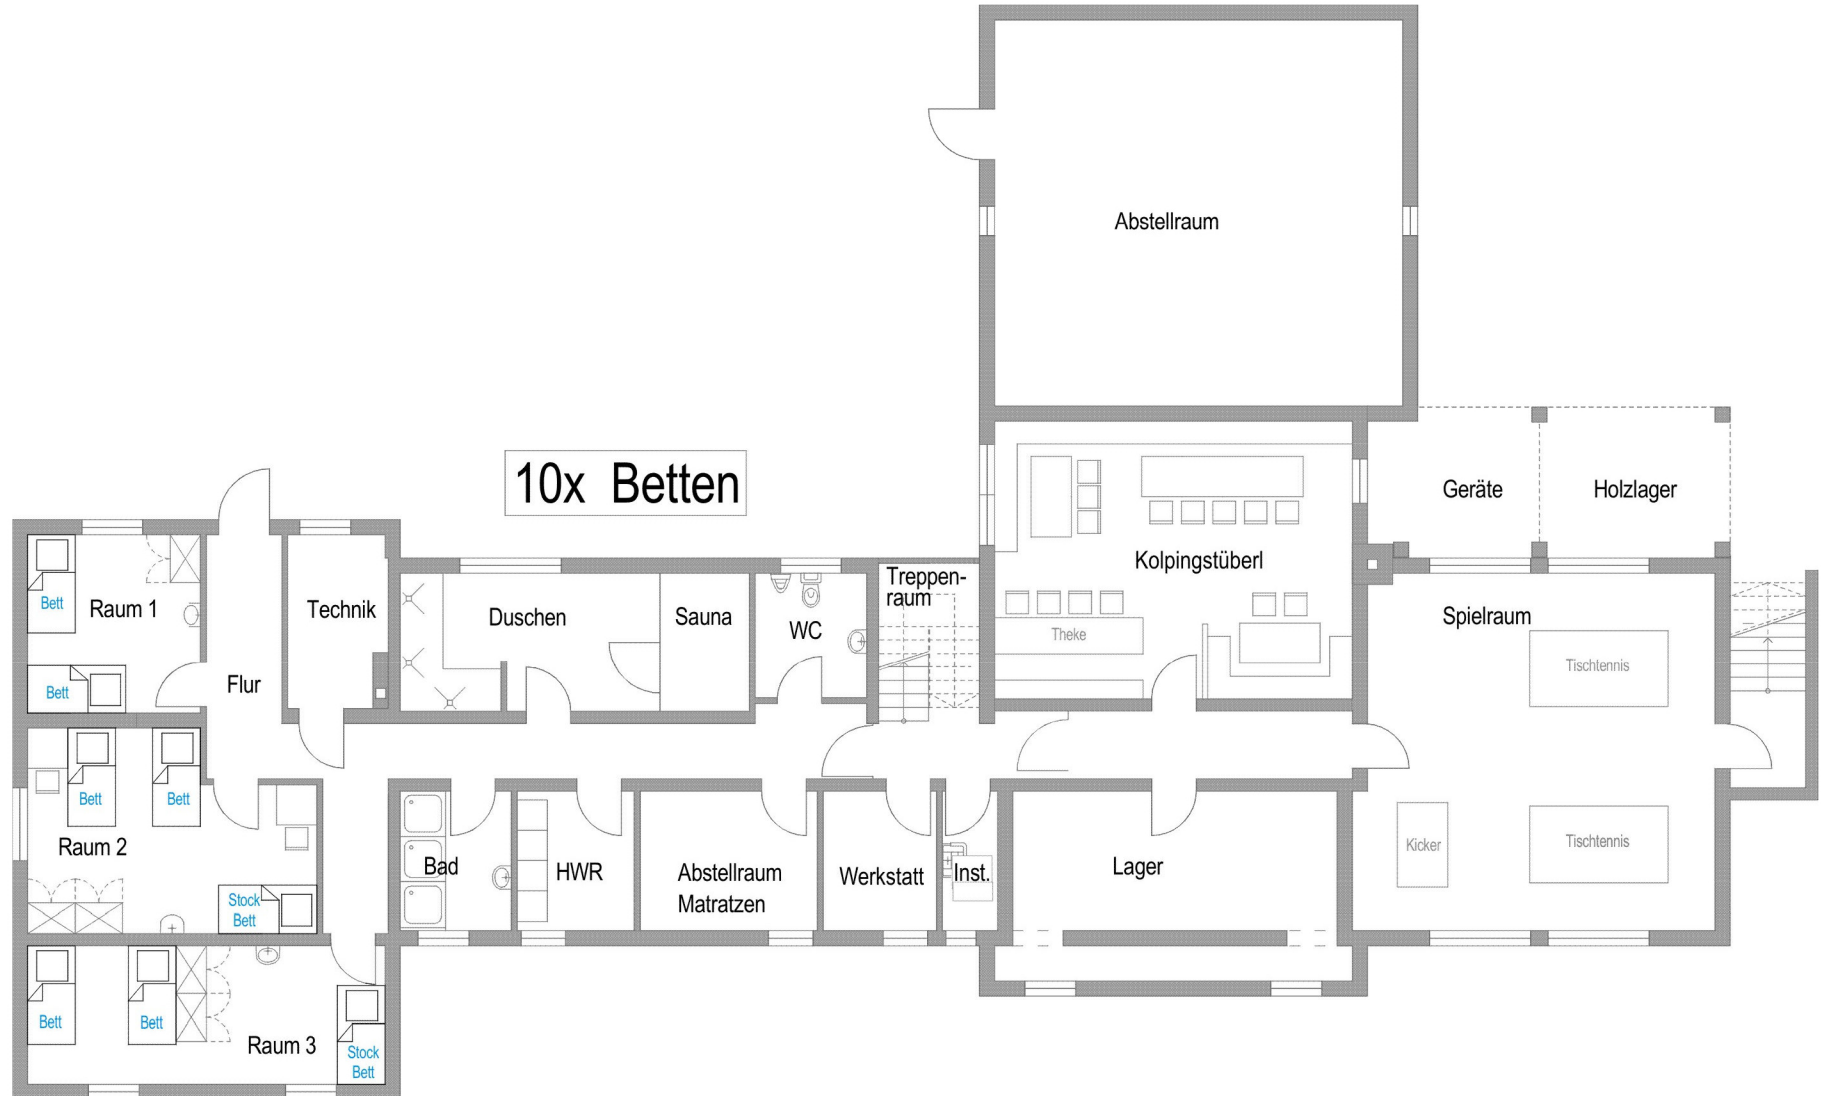 Abstellraum
10x Betten
Geräte
Holzlager
Kolpingstüberl
Treppen-
raum
Bett
Raum 1
Technik
Duschen
Sauna
WC
Theke
Spielraum
Tischtennis
Bett
Flur
Bett
Bett
Raum 2
Stock
Bett
Bad
HWR
Abstellraum
Matratzen
Werkstatt
Inst.
Lager
Kicker
Tischtennis
Bett
Bett
Raum 3
Stock
Bett